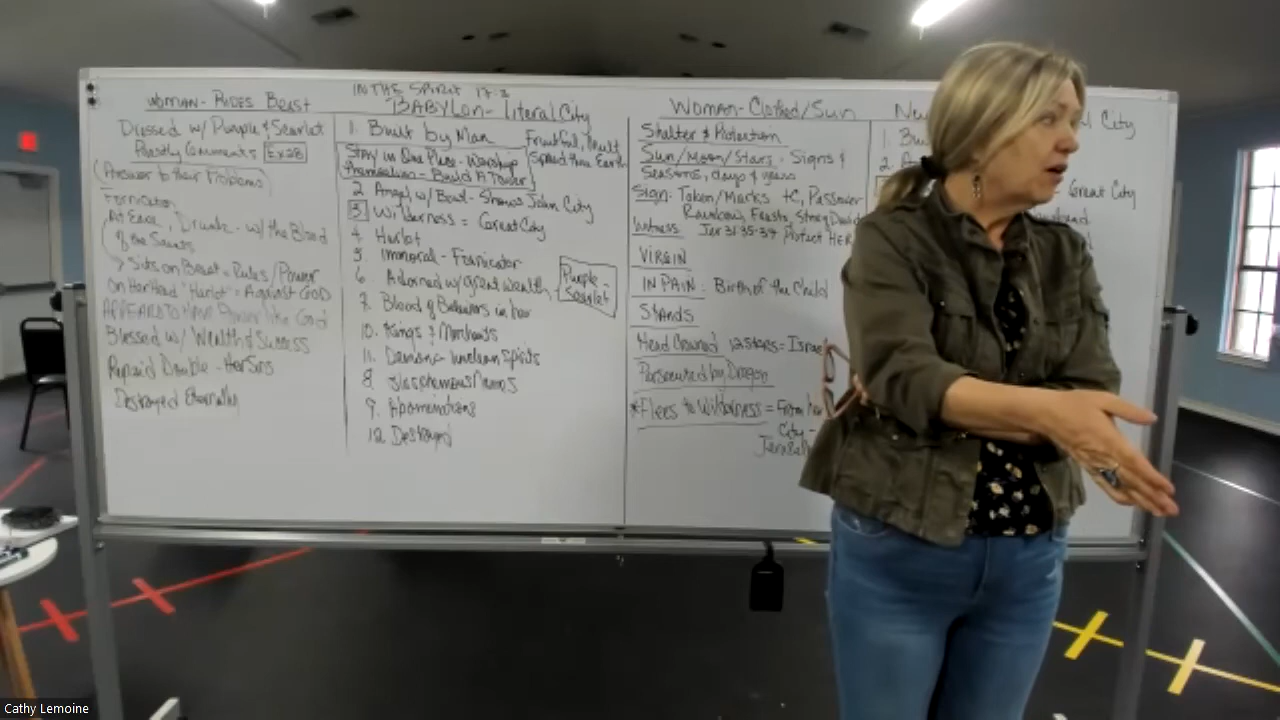 IN THE SPIRIT 17:3
WOMAN - RIDES BEAST
Dressed w/ Purple & Scarlet
Priestly Garments Ex 28
(Answer to their Problems)
Fornication
At Ease, Drunk - w/ the Blood
of the Saints
Sits on Beast = Rules/Power
On Her Head "Harlot" = Against GOD
APPEAR TO Have Power like God
Blessed w/ Wealth & Success
Repaid Double - Her Sins
Destroyed Eternally
BABYLON - Literal City
1. Built by Man
Fruitful, Mult
Spread thru Earth
STAY in One Place - Worship
Themselves - Build A Tower
2 Angel w/ Bowl - Shows John City
3 Wilderness = Great City
4. Harlot
5. Immoral - Fornicator
6. Adorned w/ great Wealth
Purple -
Scarlet
7. Blood of Believers in her
10. Kings & Merchants
11. Demons - unclean spirits
8. Blasphemous Names
9. Abominations
12. Destroyed
WOMAN - Clothed/Sun
Shelter & Protection
Sun/Moon/Stars - Signs &
Seasons, days & years
Sign: Token/Marks Passover
Rainbow, Feasts,
Witness Jer 31:35-37 Protect HER
VIRGIN
IN PAIN: Birth of the Child
Stands
Head Crowned 12 stars =
Persecuted by Dragon
*Flees to Wilderness = From her
City -
City
1.
2.
Great City
Cathy Lemoine